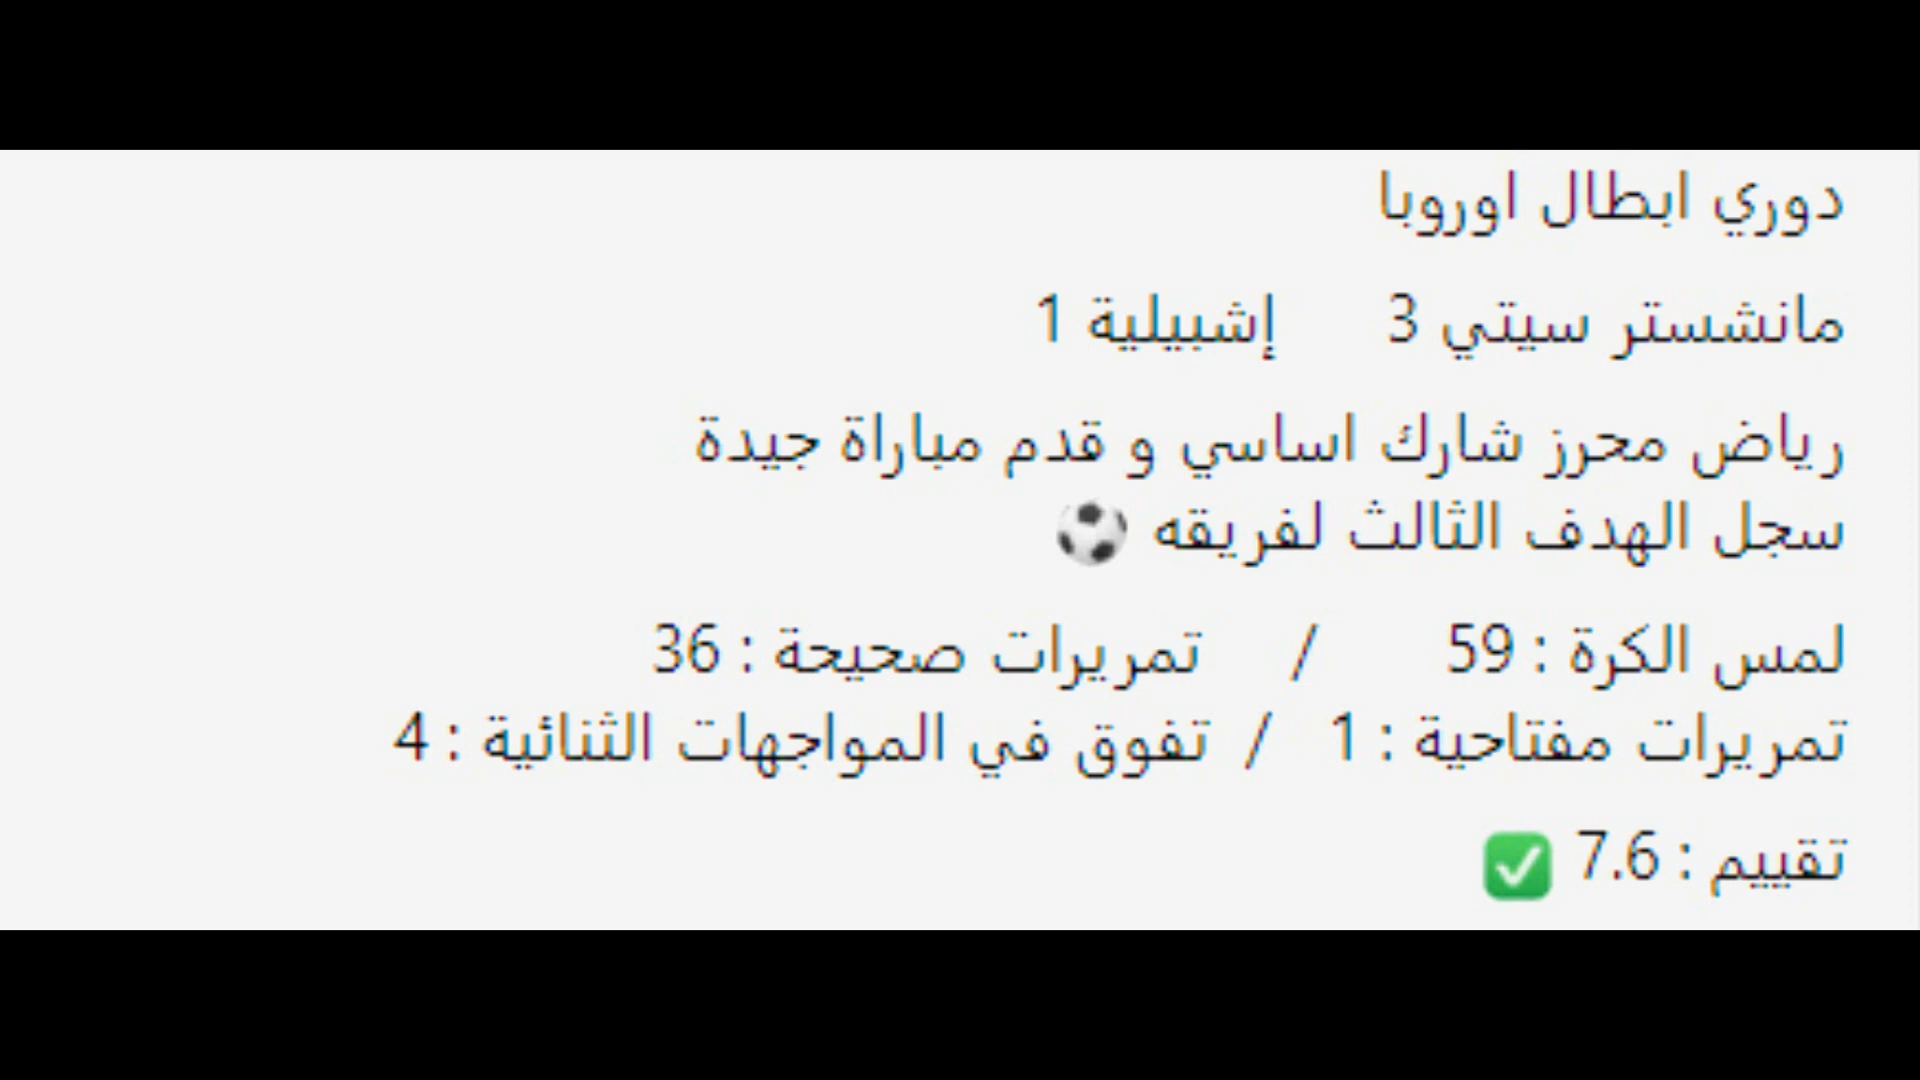 دوري ابطال اوروبا
مانشستر سيتي 3 إشبيلية 1
رياض محرز شارك اساسي و قدم مباراة جيدة
سجل الهدف الثالث لفريقه ⚽
لمس الكرة : 59 / تمريرات صحيحة : 36
تمريرات مفتاحية : 1 / تفوق في المواجهات الثنائية : 4
تقييم : 7.6 ✅